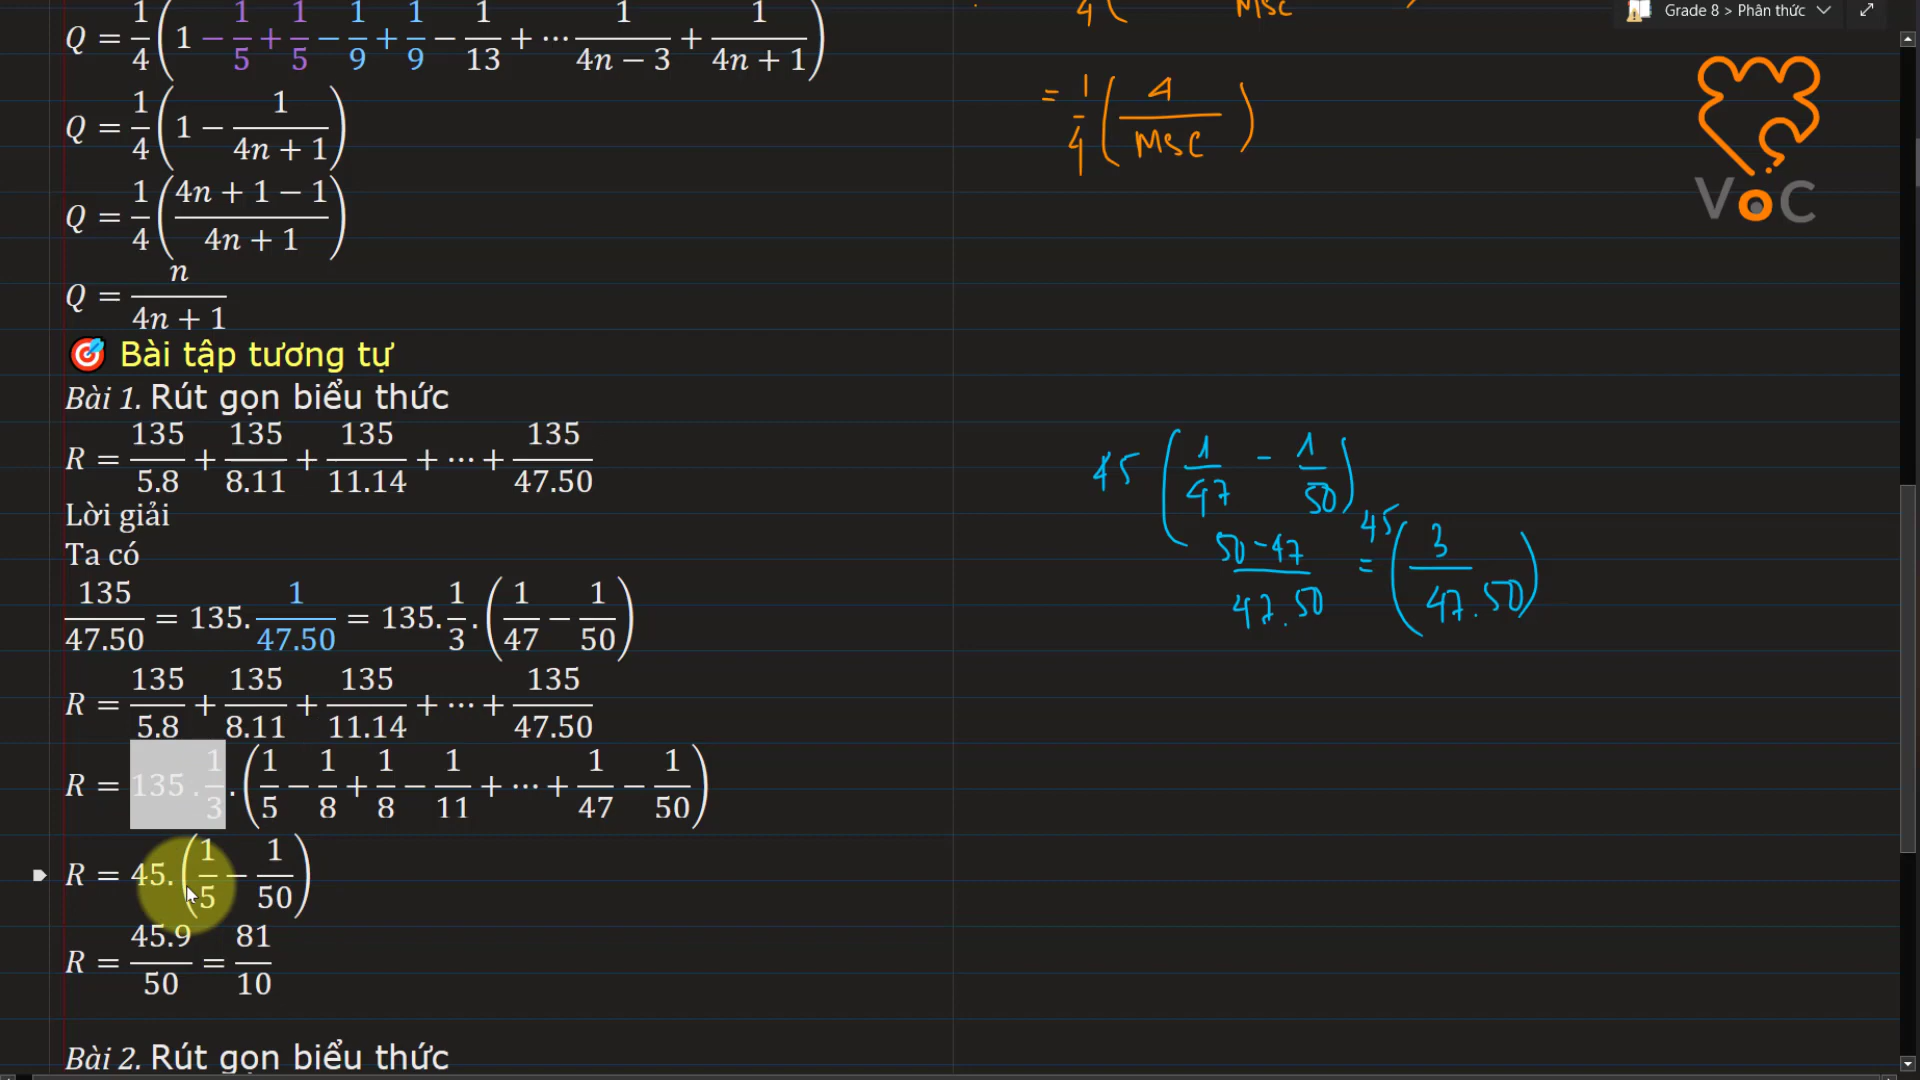 Grade 8 > Phân thức
Q = 1/4 (1 − 1/5 + 1/5 − 1/9 + 1/9 − 1/13 + ⋯ 1/(4n − 3) + 1/(4n + 1))
Q = 1/4 (1 − 1/(4n + 1))
Q = 1/4 ((4n + 1 − 1)/(4n + 1))
Q = n/(4n + 1)
🎯 Bài tập tương tự
Bài 1. Rút gọn biểu thức
R = 135/5.8 + 135/8.11 + 135/11.14 + ⋯ + 135/47.50
Lời giải
Ta có
135/47.50 = 135. 1/47.50 = 135. 1/3 . (1/47 − 1/50)
R = 135/5.8 + 135/8.11 + 135/11.14 + ⋯ + 135/47.50
R = 135 . 1/3 . (1/5 − 1/8 + 1/8 − 1/11 + ⋯ + 1/47 − 1/50)
R = 45. (1/5 − 1/50)
R = 45.9/50 = 81/10
Bài 2. Rút gọn biểu thức
1/4 ( MSC )
= 1/4 (4/MSC)
VOC
45 (1/47 - 1/50)
50-47/47.50 = 45 (3/47.50)